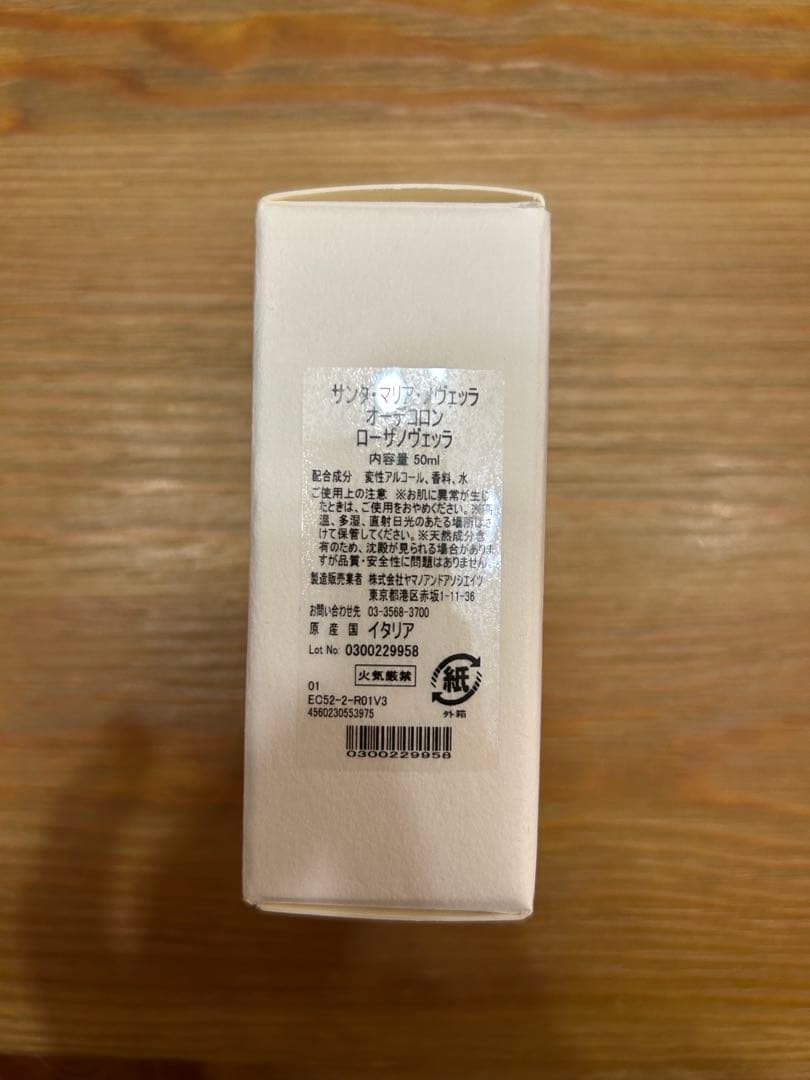 サンタ・マリア・ノヴェッラ
オーデコロン
ローザノヴェッラ
内容量 50ml
配合成分 変性アルコール、香料、水
ご使用上の注意 ※お肌に異常が生じ
たときは、ご使用をおやめください。※高
温、多湿、直射日光のあたる場所はさ
けて保管してください。※天然成分含
有のため、沈殿が見られる場合がありま
すが品質・安全性に問題はありません
製造販売業者 株式会社ヤマノアンドアソシエイツ
東京都港区赤坂1-11-36
お問い合わせ先 03-3568-3700
原産国 イタリア
Lot No: 0300229958
火気厳禁
紙
外箱
01
EC52-2-R01V3
4560230553975
0300229958